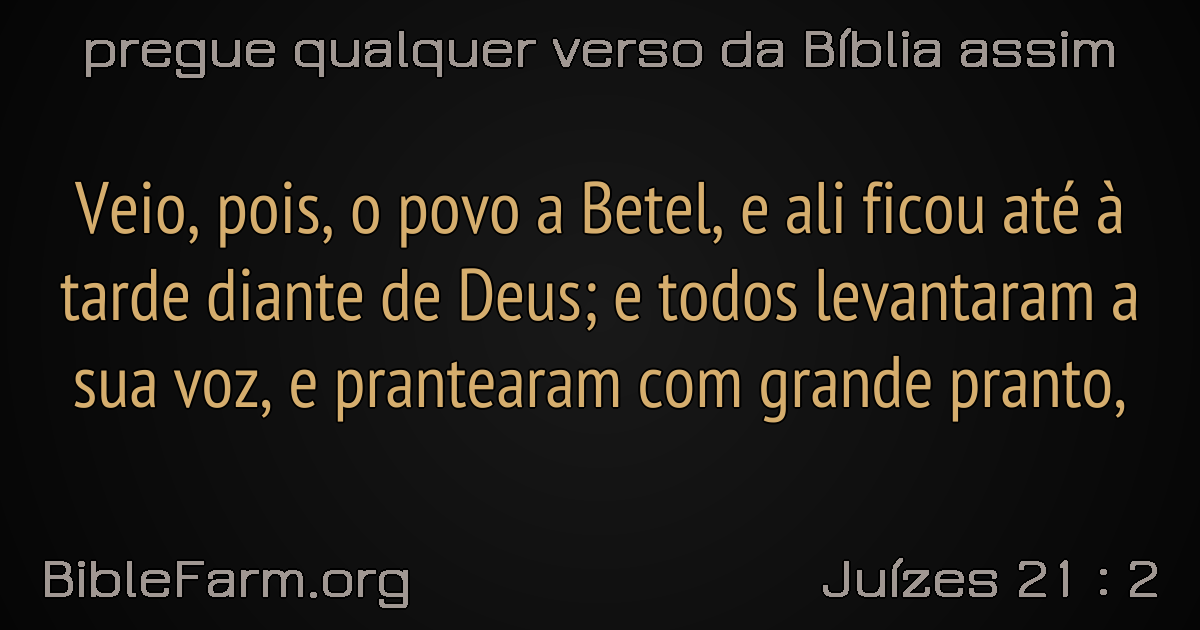 pregue qualquer verso da Bíblia assim
Veio, pois, o povo a Betel, e ali ficou até à
tarde diante de Deus; e todos levantaram a
sua voz, e prantearam com grande pranto,
BibleFarm.org
Juízes 21 : 2